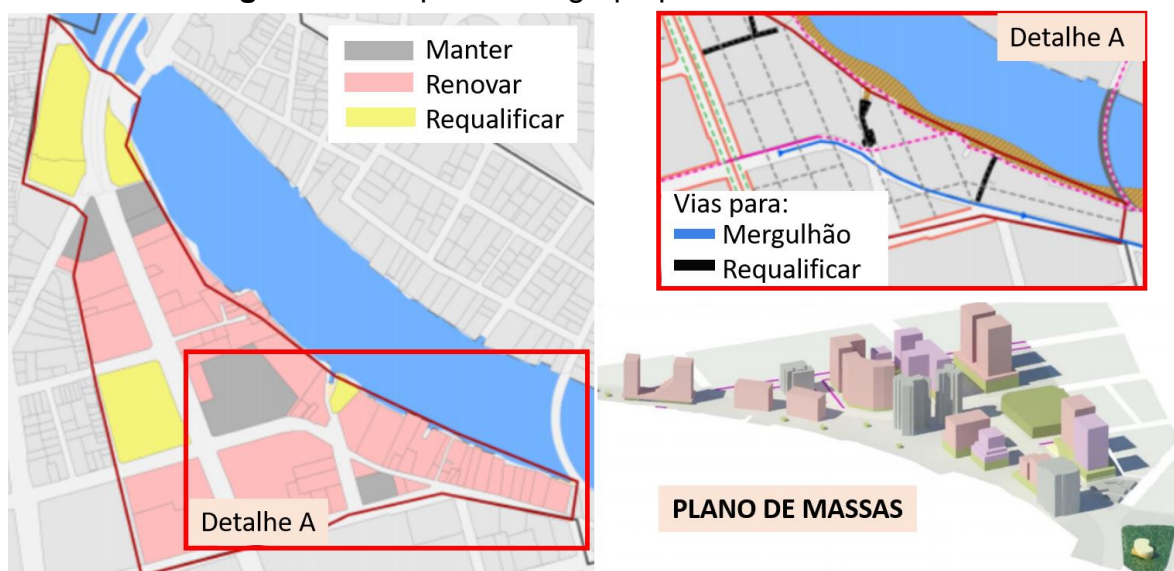 Manter
Renovar
Requalificar
Detalhe A
Detalhe A
Vias para:
Mergulhão
Requalificar
PLANO DE MASSAS